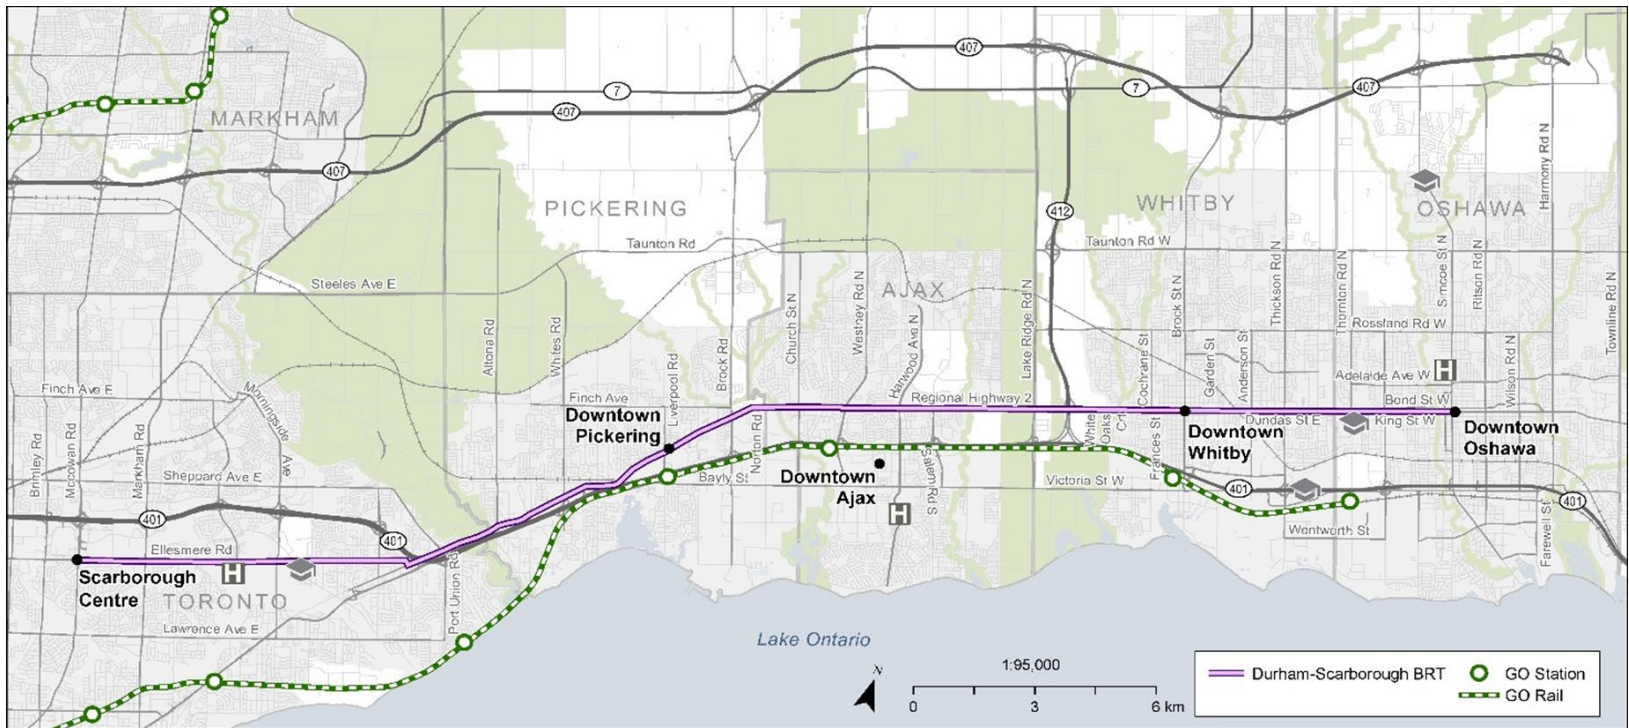 407
7
407
7
407
407
MARKHAM
407
PICKERING
412
WHITBY
OSHAWA
Harmony Rd N
Taunton Rd
Taunton Rd W
Steeles Ave E
AJAX
Simcoe St N
Ritson Rd N
Thickson Rd N
Thornton Rd N
Townline Rd N
Altona Rd
Whites Rd
Liverpool Rd
Brock Rd
Church St N
Westney Rd N
Harwood Ave N
Lake Ridge Rd N
Cochrane St
Brock St N
Garden St
Anderson St
Rossland Rd W
Wilson Rd N
H
Adelaide Ave W
Finch Ave E
Finch Ave
Regional Highway 2
Bond St W
Downtown
Pickering
Dundas St E
King St W
Downtown
Whitby
Downtown
Oshawa
Brimley Rd
Mccowan Rd
Markham Rd
Morningside
Ave
Notion Rd
White
Oaks
Crt
Frances St
Sheppard Ave E
Bayly St
Downtown
Ajax
Salem Rd S
Victoria St W
401
401
401
401
H
Wentworth St
Farewell St
Ellesmere Rd
H
Scarborough
Centre
TORONTO
Port Union Rd
Lawrence Ave E
Lake Ontario
N
1:95,000
0 3 6 km
Durham-Scarborough BRT
GO Station
GO Rail